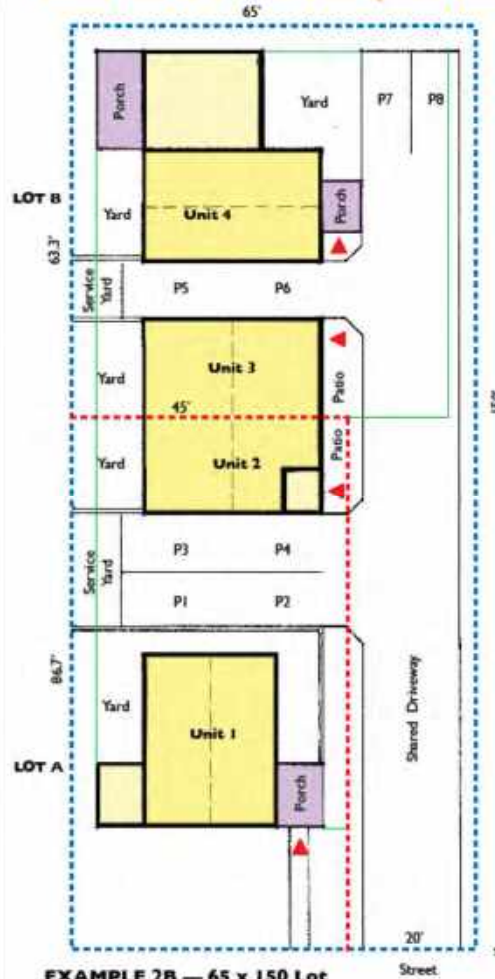 65'
Porch
Yard
P7
P8
LOT B
Yard
Unit 4
Porch
63.3'
Service
Yard
P5
P6
Yard
Unit 3
Patio
45'
Yard
Unit 2
Patio
Service
Yard
P3
P4
P1
P2
86.7'
Yard
Unit 1
Shared Driveway
LOT A
Porch
20'
EXAMPLE 2B — 65 x 150 Lot
Street